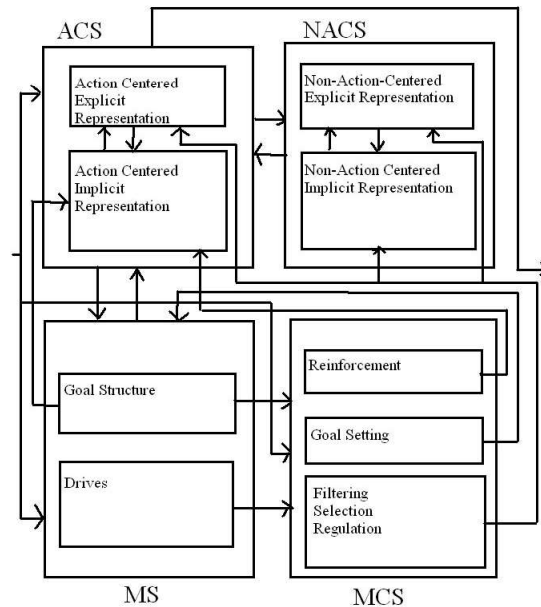 ACS
NACS
Action Centered
Explicit
Representation
Non-Action-Centered
Explicit Representation
Action Centered
Implicit
Representation
Non-Action Centered
Implicit Representation
Goal Structure
Reinforcement
Goal Setting
Drives
Filtering
Selection
Regulation
MS
MCS